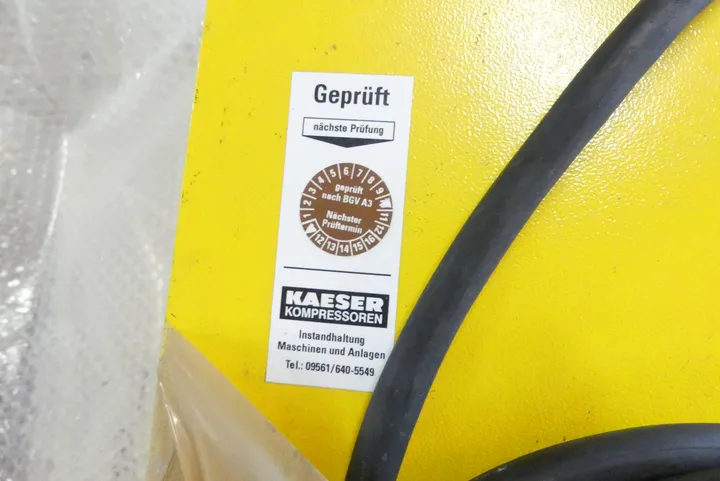 Geprüft
nächste Prüfung
1 2 3 4 5 6 7 8 9 11 12
geprüft
nach BGV A3
Nächster
Prüftermin
12 13 14 15 16
KAESER
KOMPRESSOREN
Instandhaltung
Maschinen und Anlagen
Tel.: 09561/640-5549